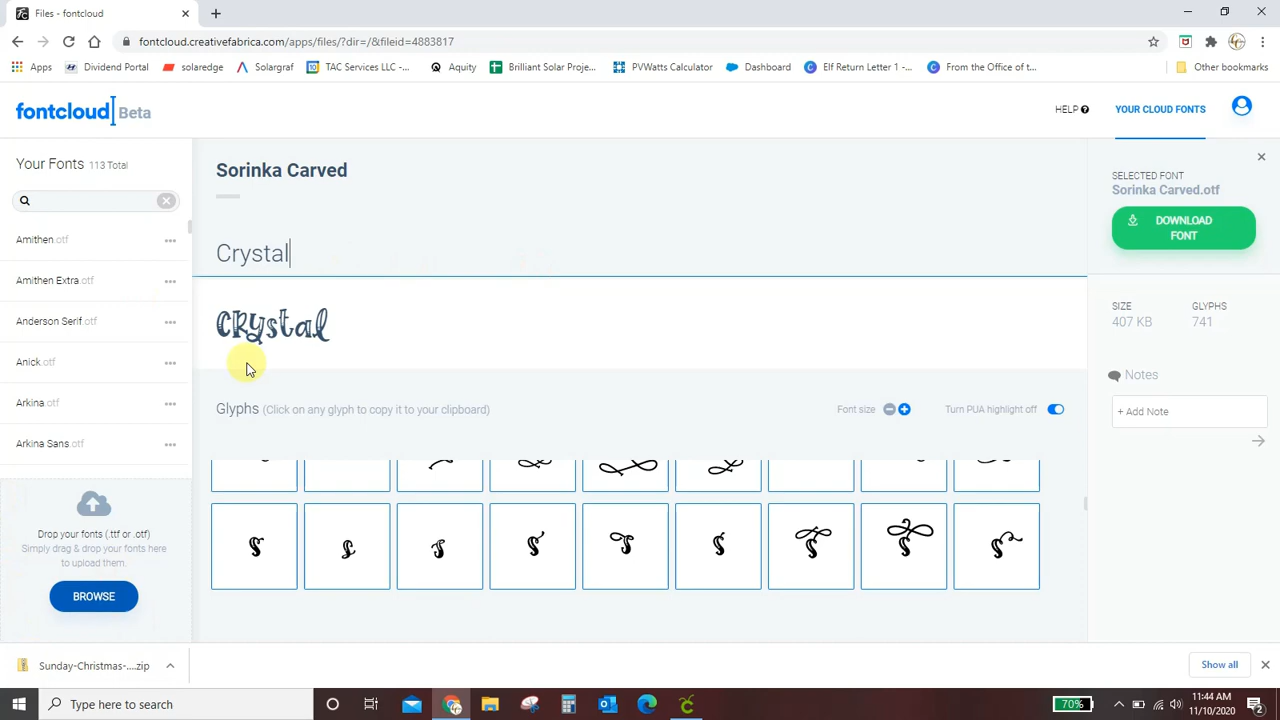 Files - fontcloud
fontcloud.creativefabrica.com/apps/files/?dir=/&fileid=4883817
Apps Dividend Portal solaredge Solargraf TAC Services LLC -... Aquity Brilliant Solar Proje... PVWatts Calculator Dashboard Elf Return Letter 1 -... From the Office of t... Other bookmarks
fontcloud Beta
HELP YOUR CLOUD FONTS
Your Fonts 113 Total
Amithen.otf
Amithen Extra.otf
Anderson Serif.otf
Anick.otf
Arkina.otf
Arkina Sans.otf
Drop your fonts (.ttf or .otf)
Simply drag & drop your fonts here
to upload them.
BROWSE
Sorinka Carved
Crystal
Crystal
Glyphs (Click on any glyph to copy it to your clipboard)
Font size
Turn PUA highlight off
SELECTED FONT
Sorinka Carved.otf
DOWNLOAD
FONT
SIZE GLYPHS
407 KB 741
Notes
+ Add Note
Sunday-Christmas-....zip
Show all
Type here to search
70%
11:44 AM
11/10/2020
2